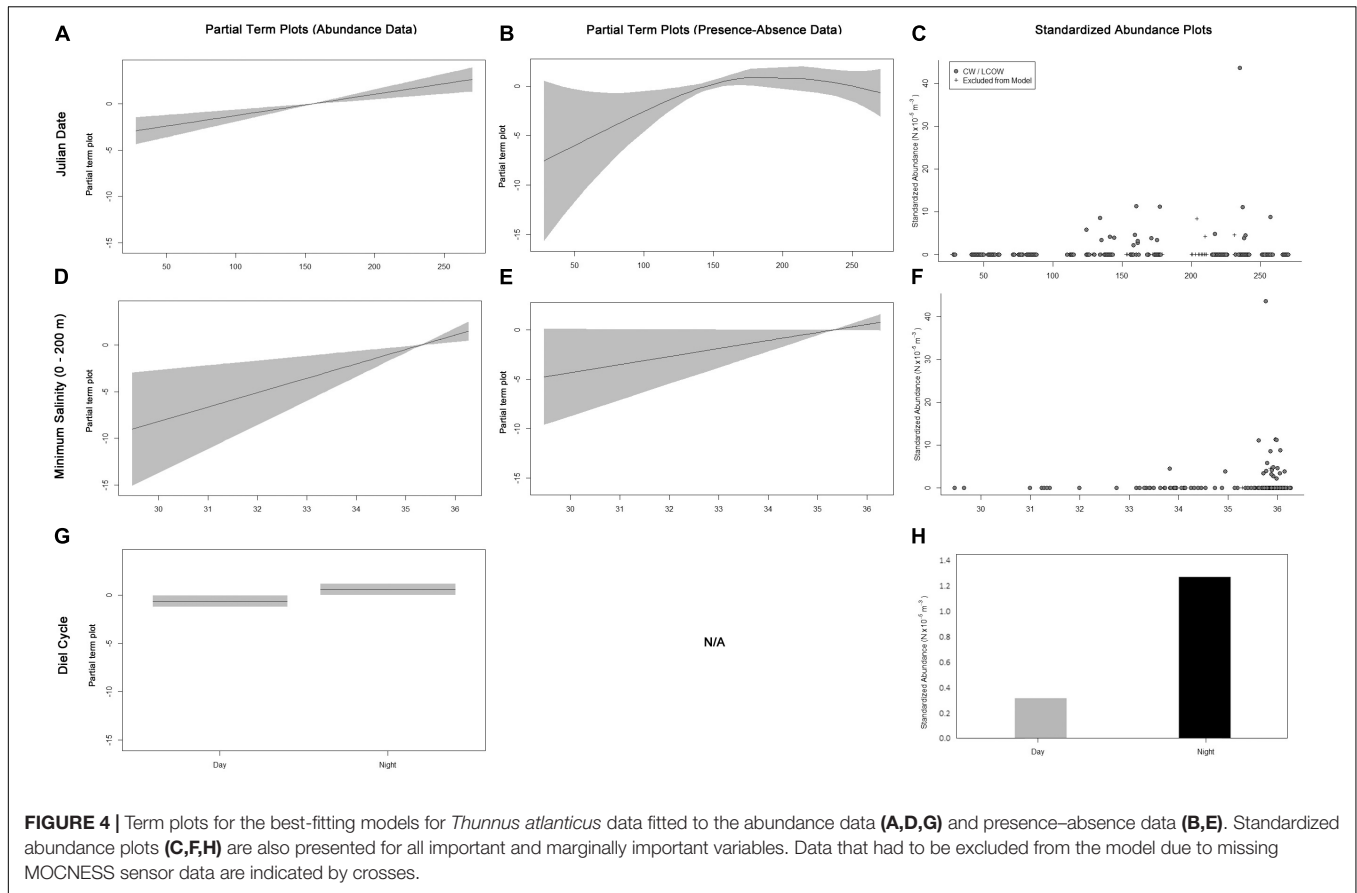 A
Partial Term Plots (Abundance Data)
B
Partial Term Plots (Presence-Absence Data)
C
Standardized Abundance Plots
Julian Date
Partial term plot
0
-5
-10
-15
50
100
150
200
250
Partial term plot
0
-5
-10
-15
50
100
150
200
250
CW / LCOW
Excluded from Model
Standardized Abundance (N x10⁻⁵ m⁻³)
40
30
20
10
0
50
100
150
200
250
D
E
F
Minimum Salinity (0 - 200 m)
Partial term plot
0
-5
-10
-15
30
31
32
33
34
35
36
Partial term plot
0
-5
-10
-15
30
31
32
33
34
35
36
Standardized Abundance (N x10⁻⁵ m⁻³)
40
30
20
10
0
30
31
32
33
34
35
36
G
H
Diel Cycle
Partial term plot
0
-5
-10
-15
Day
Night
N/A
Standardized Abundance (N x10⁻⁵ m⁻³)
1.4
1.2
1.0
0.8
0.6
0.4
0.2
0.0
Day
Night
FIGURE 4 | Term plots for the best-fitting models for Thunnus atlanticus data fitted to the abundance data (A,D,G) and presence–absence data (B,E). Standardized
abundance plots (C,F,H) are also presented for all important and marginally important variables. Data that had to be excluded from the model due to missing
MOCNESS sensor data are indicated by crosses.